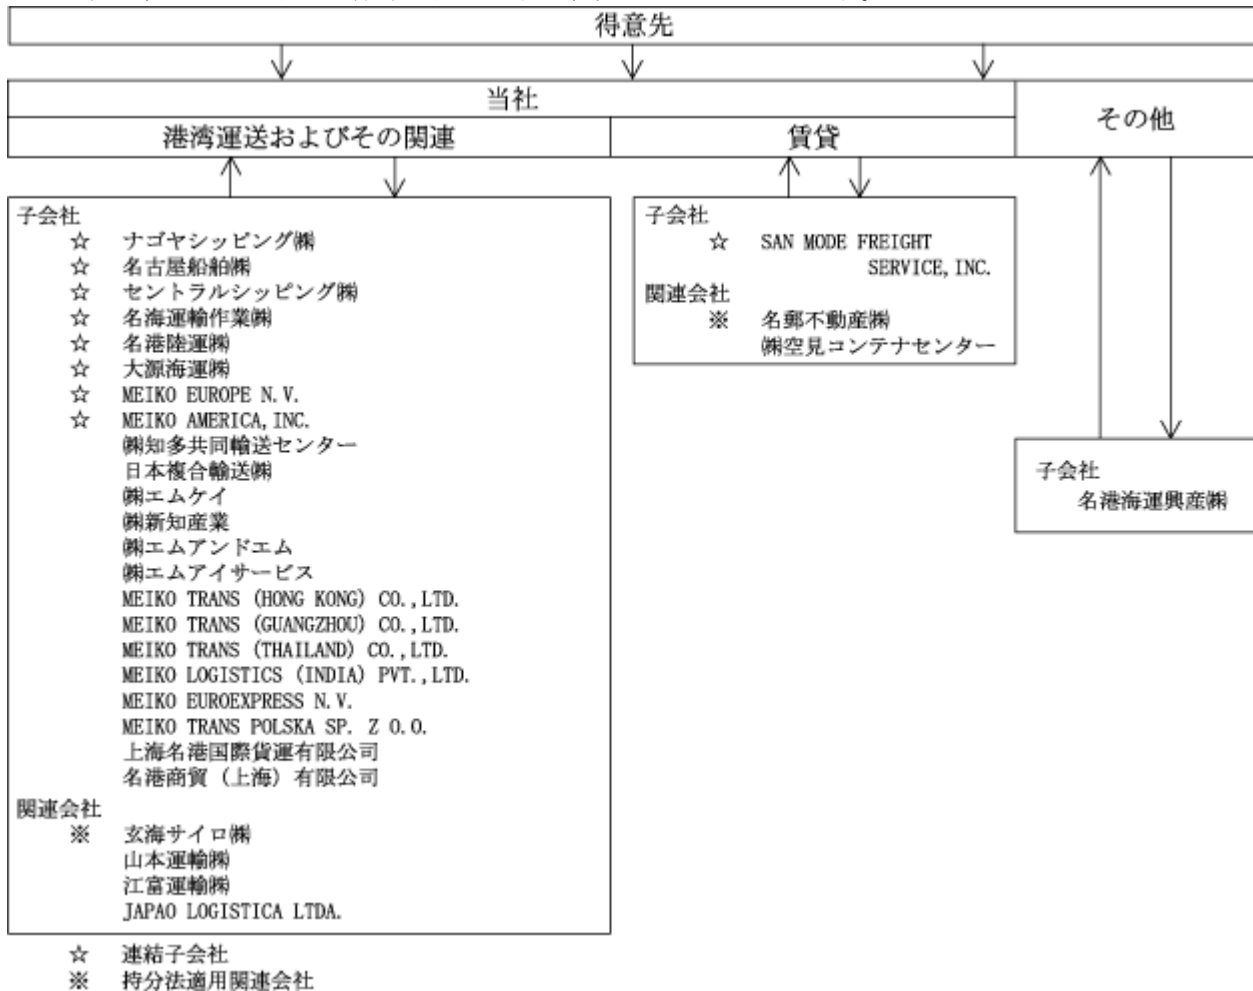 得意先
当社
その他
港湾運送およびその関連
賃貸
子会社
☆ ナゴヤシッピング㈱
☆ 名古屋船舶㈱
☆ セントラルシッピング㈱
☆ 名海運輸作業㈱
☆ 名港陸運㈱
☆ 大源海運㈱
☆ MEIKO EUROPE N.V.
☆ MEIKO AMERICA,INC.
㈱知多共同輸送センター
日本複合輸送㈱
㈱エムケイ
㈱新知産業
㈱エムアンドエム
㈱エムアイサービス
MEIKO TRANS (HONG KONG) CO.,LTD.
MEIKO TRANS (GUANGZHOU) CO.,LTD.
MEIKO TRANS (THAILAND) CO.,LTD.
MEIKO LOGISTICS (INDIA) PVT.,LTD.
MEIKO EUROEXPRESS N.V.
MEIKO TRANS POLSKA SP. Z O.O.
上海名港国際貨運有限公司
名港商貿（上海）有限公司
関連会社
※ 玄海サイロ㈱
山本運輸㈱
江富運輸㈱
JAPAO LOGISTICA LTDA.
子会社
☆ SAN MODE FREIGHT
SERVICE,INC.
関連会社
※ 名郵不動産㈱
㈱空見コンテナセンター
子会社
名港海運興産㈱
☆ 連結子会社
※ 持分法適用関連会社